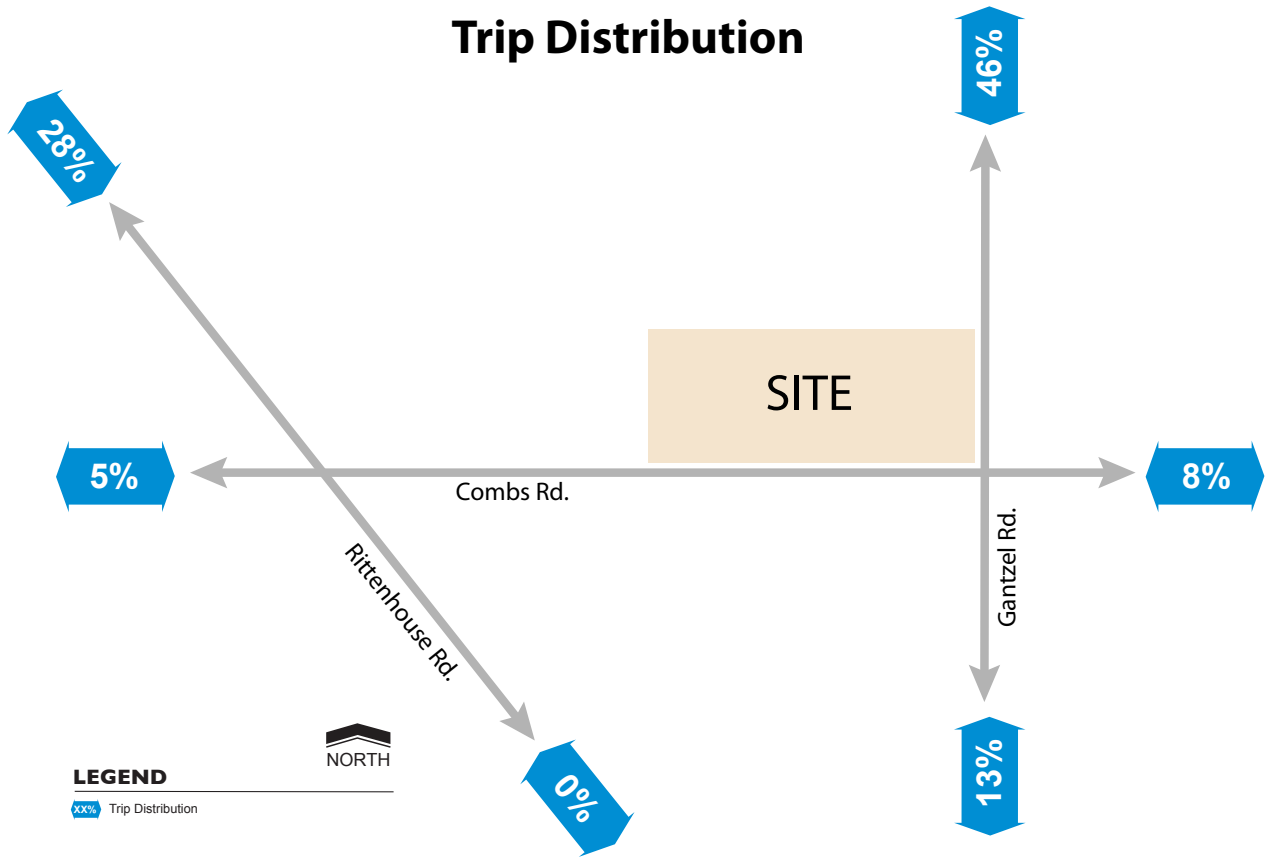 Trip Distribution
46%
28%
SITE
5%
8%
Combs Rd.
Gantzel Rd.
Rittenhouse Rd.
NORTH
13%
0%
LEGEND
XX% Trip Distribution